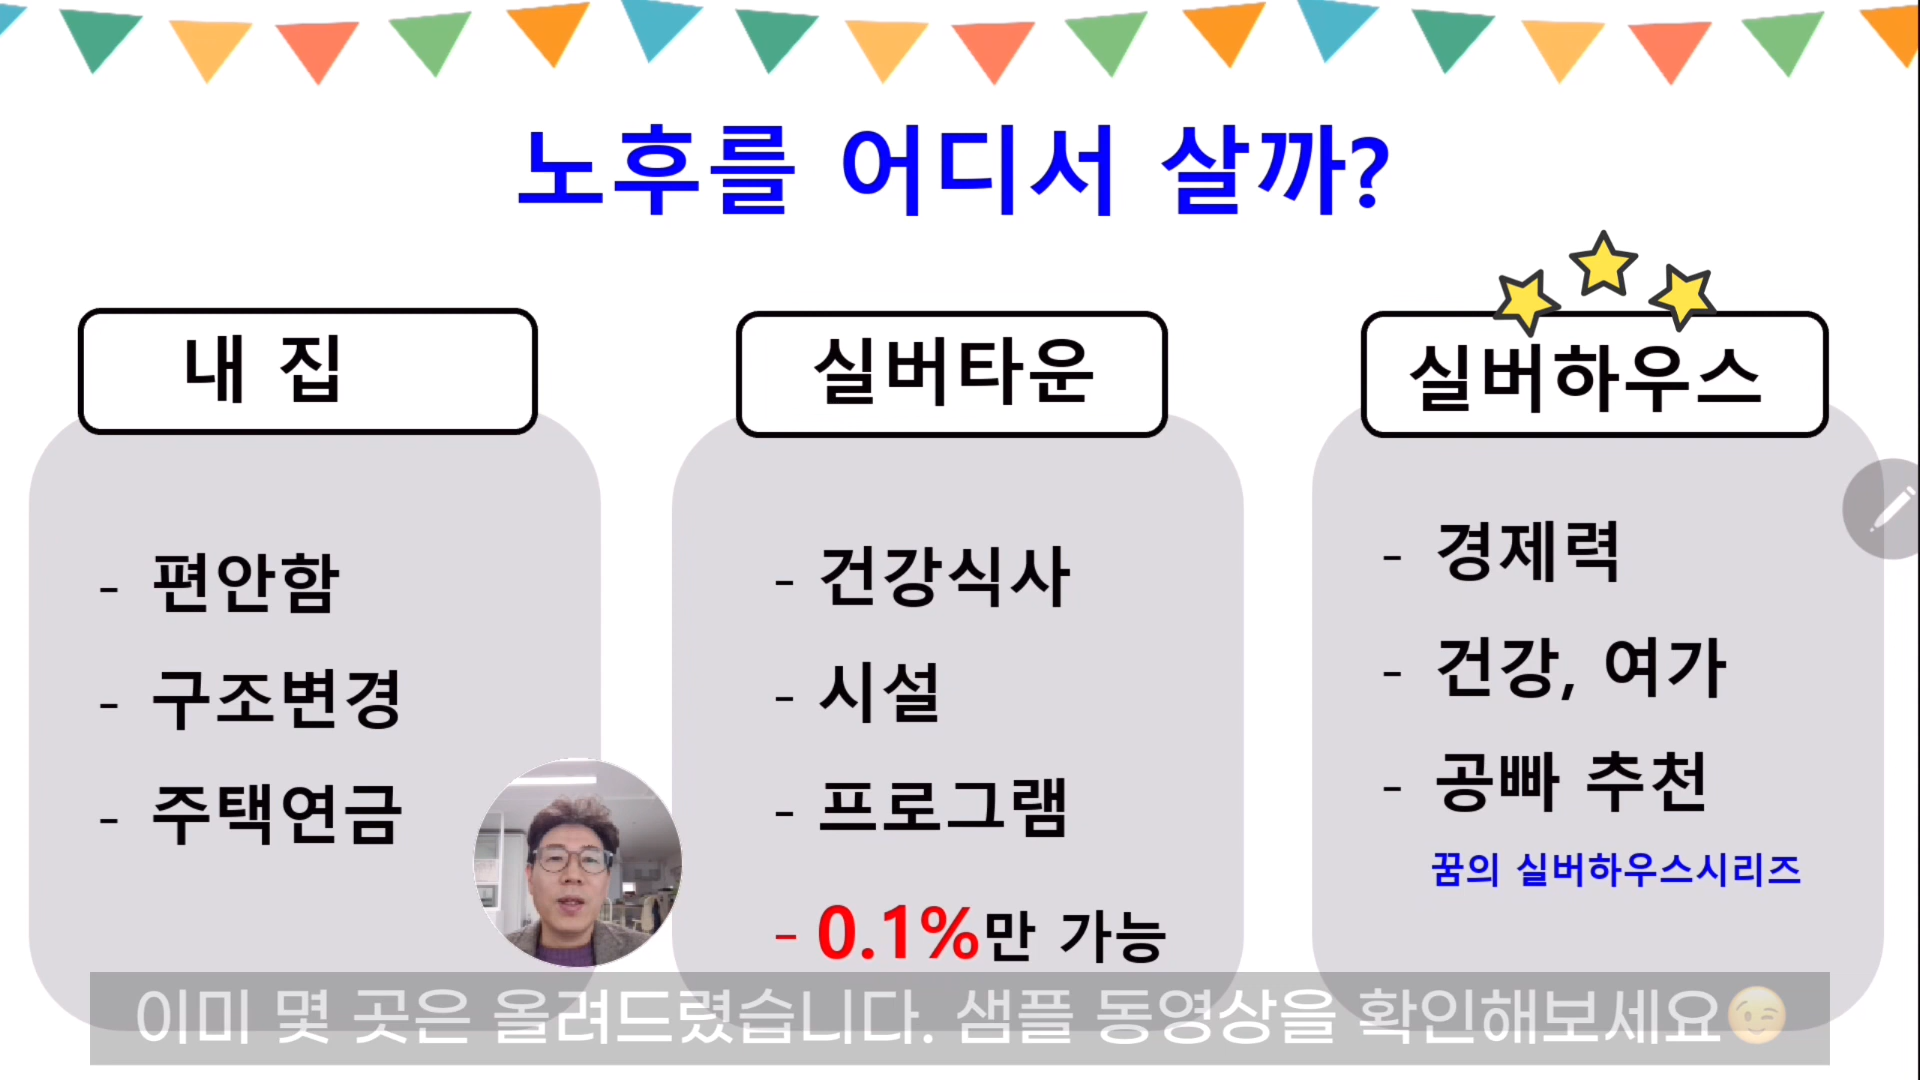 노후를 어디서 살까?
내 집
- 편안함
- 구조변경
- 주택연금
실버타운
- 건강식사
- 시설
- 프로그램
- 0.1%만 가능
실버하우스
- 경제력
- 건강, 여가
- 공빠 추천
꿈의 실버하우스시리즈
이미 몇 곳은 올려드렸습니다. 샘플 동영상을 확인해보세요😉